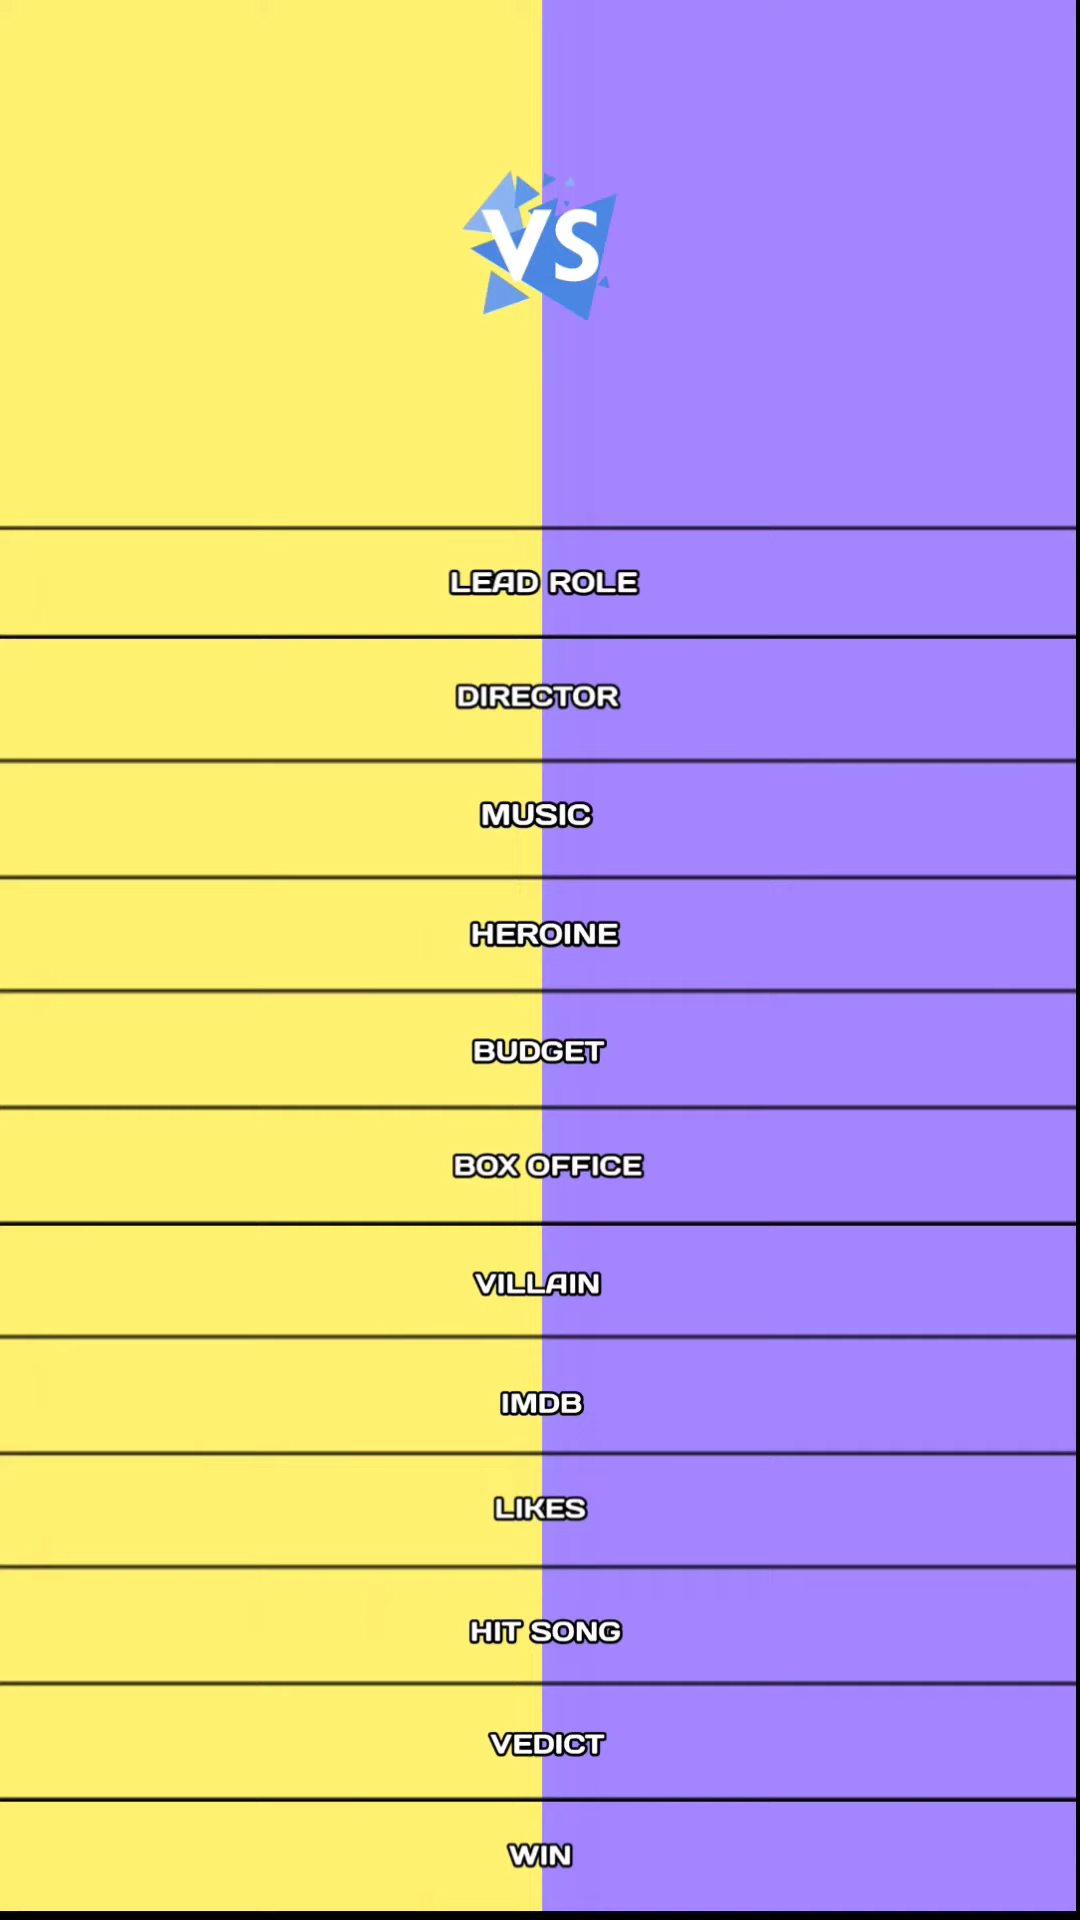 VS
LEAD ROLE
DIRECTOR
MUSIC
HEROINE
BUDGET
BOX OFFICE
VILLAIN
IMDB
LIKES
HIT SONG
VEDICT
WIN